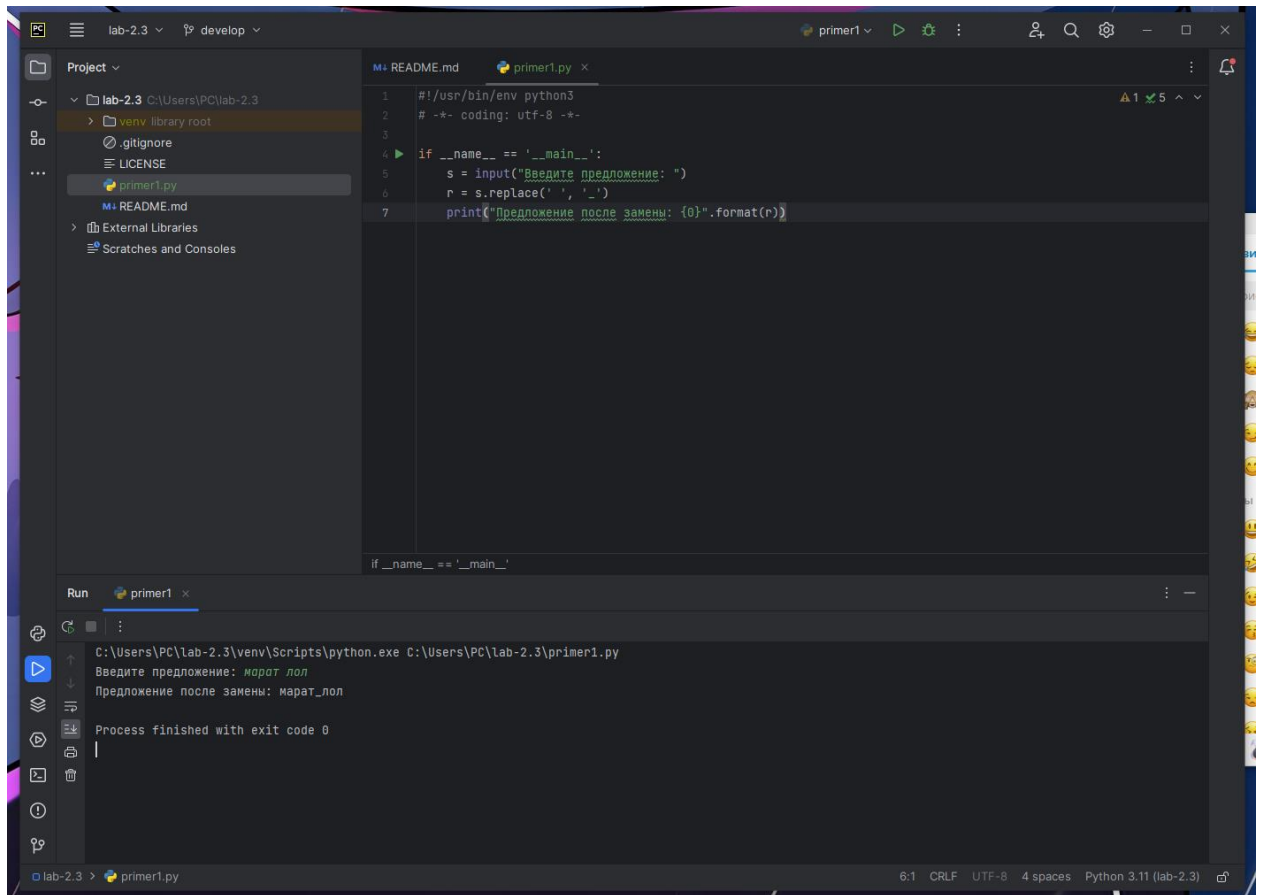 PC lab-2.3 develop primer1
Project
README.md primer1.py
lab-2.3 C:\Users\PC\lab-2.3
venv library root
.gitignore
LICENSE
primer1.py
README.md
External Libraries
Scratches and Consoles
1 #!/usr/bin/env python3
2 # -*- coding: utf-8 -*-
3
4 if __name__ == '__main__':
5 s = input("Введите предложение: ")
6 r = s.replace(' ', '_')
7 print("Предложение после замены: {0}".format(r))
1 5
if __name__ == '__main__'
Run primer1
C:\Users\PC\lab-2.3\venv\Scripts\python.exe C:\Users\PC\lab-2.3\primer1.py
Введите предложение: марат лол
Предложение после замены: марат_лол
Process finished with exit code 0
lab-2.3 > primer1.py 6:1 CRLF UTF-8 4 spaces Python 3.11 (lab-2.3)